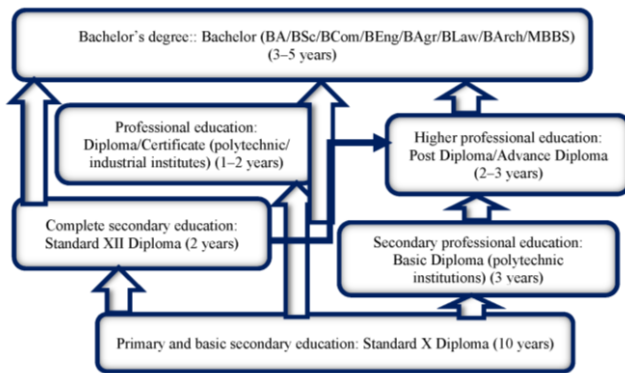 Bachelor's degree:: Bachelor (BA/BSc/BCom/BEng/BAgr/BLaw/BArch/MBBS)
(3–5 years)
Professional education:
Diploma/Certificate (polytechnic/
industrial institutes) (1–2 years)
Higher professional education:
Post Diploma/Advance Diploma
(2–3 years)
Complete secondary education:
Standard XII Diploma (2 years)
Secondary professional education:
Basic Diploma (polytechnic
institutions) (3 years)
Primary and basic secondary education: Standard X Diploma (10 years)